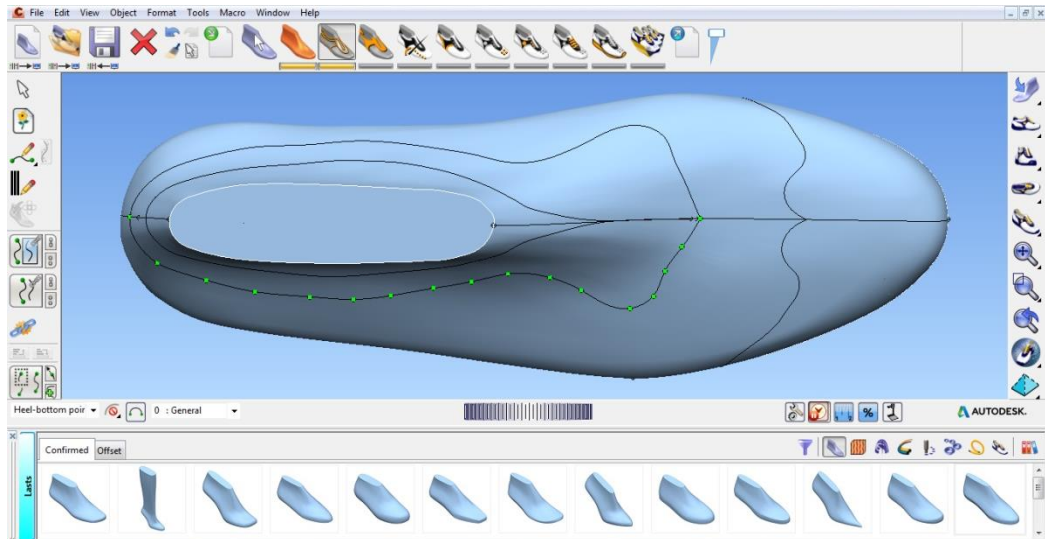 File Edit View Object Format Tools Macro Window Help
Heel-bottom poir 0 : General % AUTODESK.
Confirmed Offset
Lasts